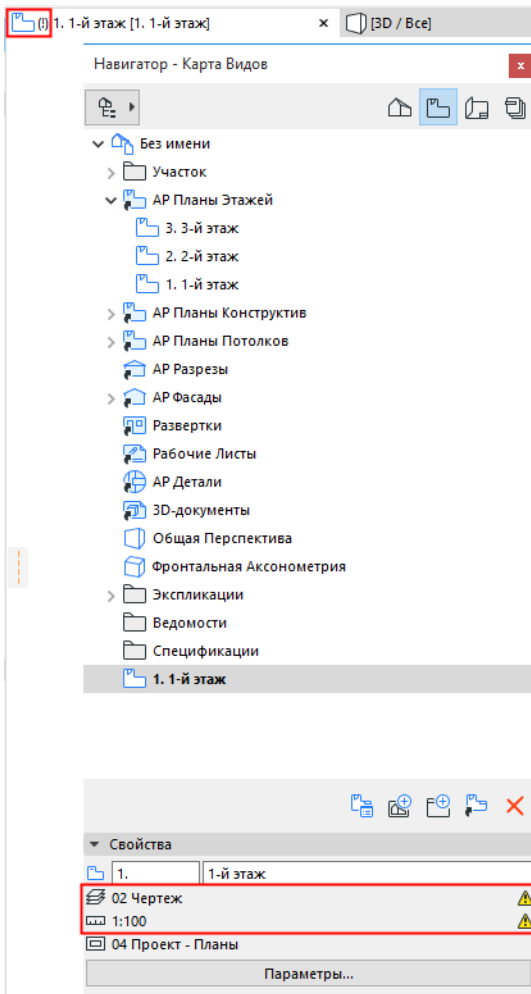 (!) 1. 1-й этаж [1. 1-й этаж] × [3D / Все]
Навигатор - Карта Видов
Без имени
Участок
АР Планы Этажей
3. 3-й этаж
2. 2-й этаж
1. 1-й этаж
АР Планы Конструктив
АР Планы Потолков
АР Разрезы
АР Фасады
Развертки
Рабочие Листы
АР Детали
3D-документы
Общая Перспектива
Фронтальная Аксонометрия
Экспликации
Ведомости
Спецификации
1. 1-й этаж
Свойства
1. 1-й этаж
02 Чертеж
1:100
04 Проект - Планы
Параметры...